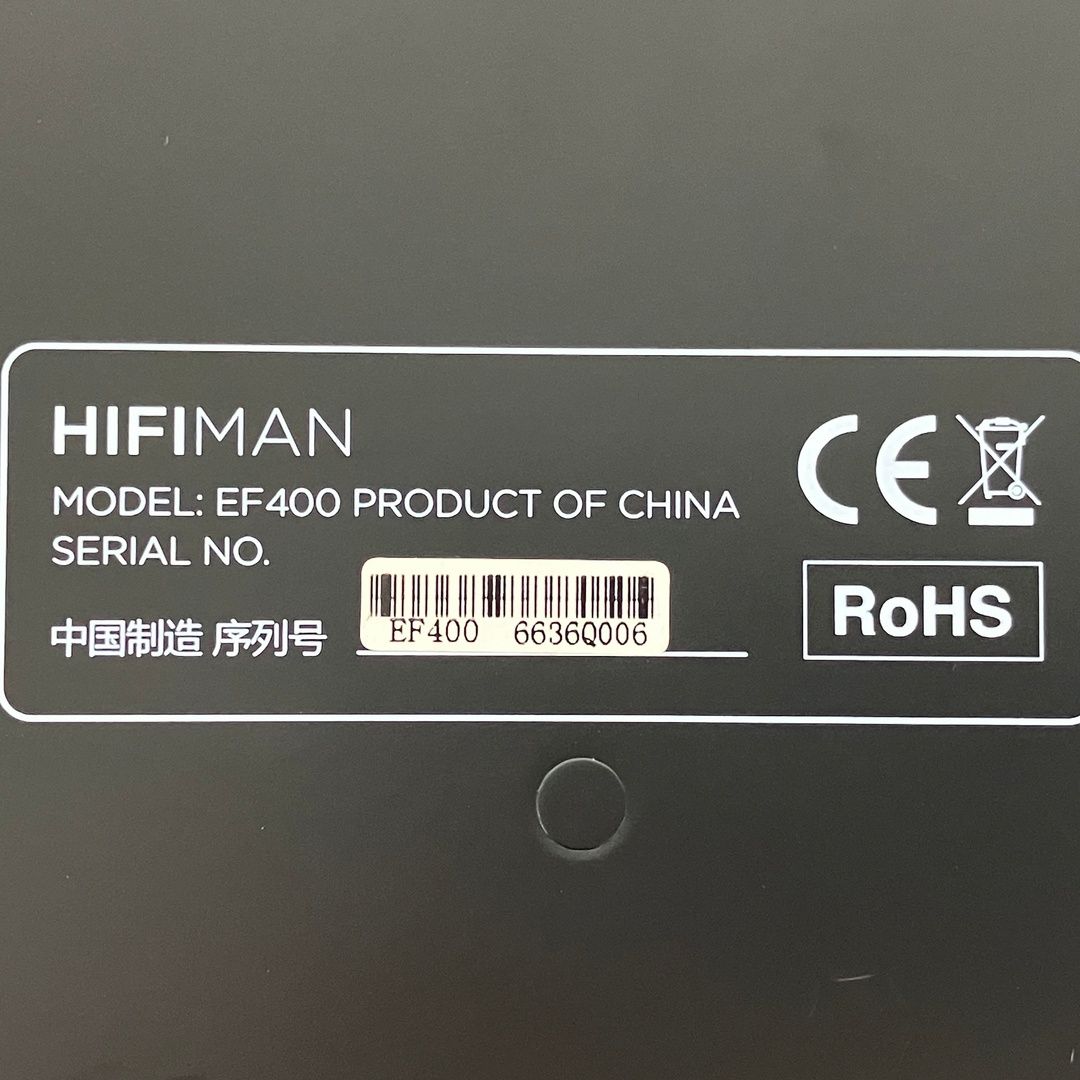 HIFIMAN
MODEL: EF400 PRODUCT OF CHINA
SERIAL NO.
中国制造 序列号
EF400 6636Q006
CE
RoHS